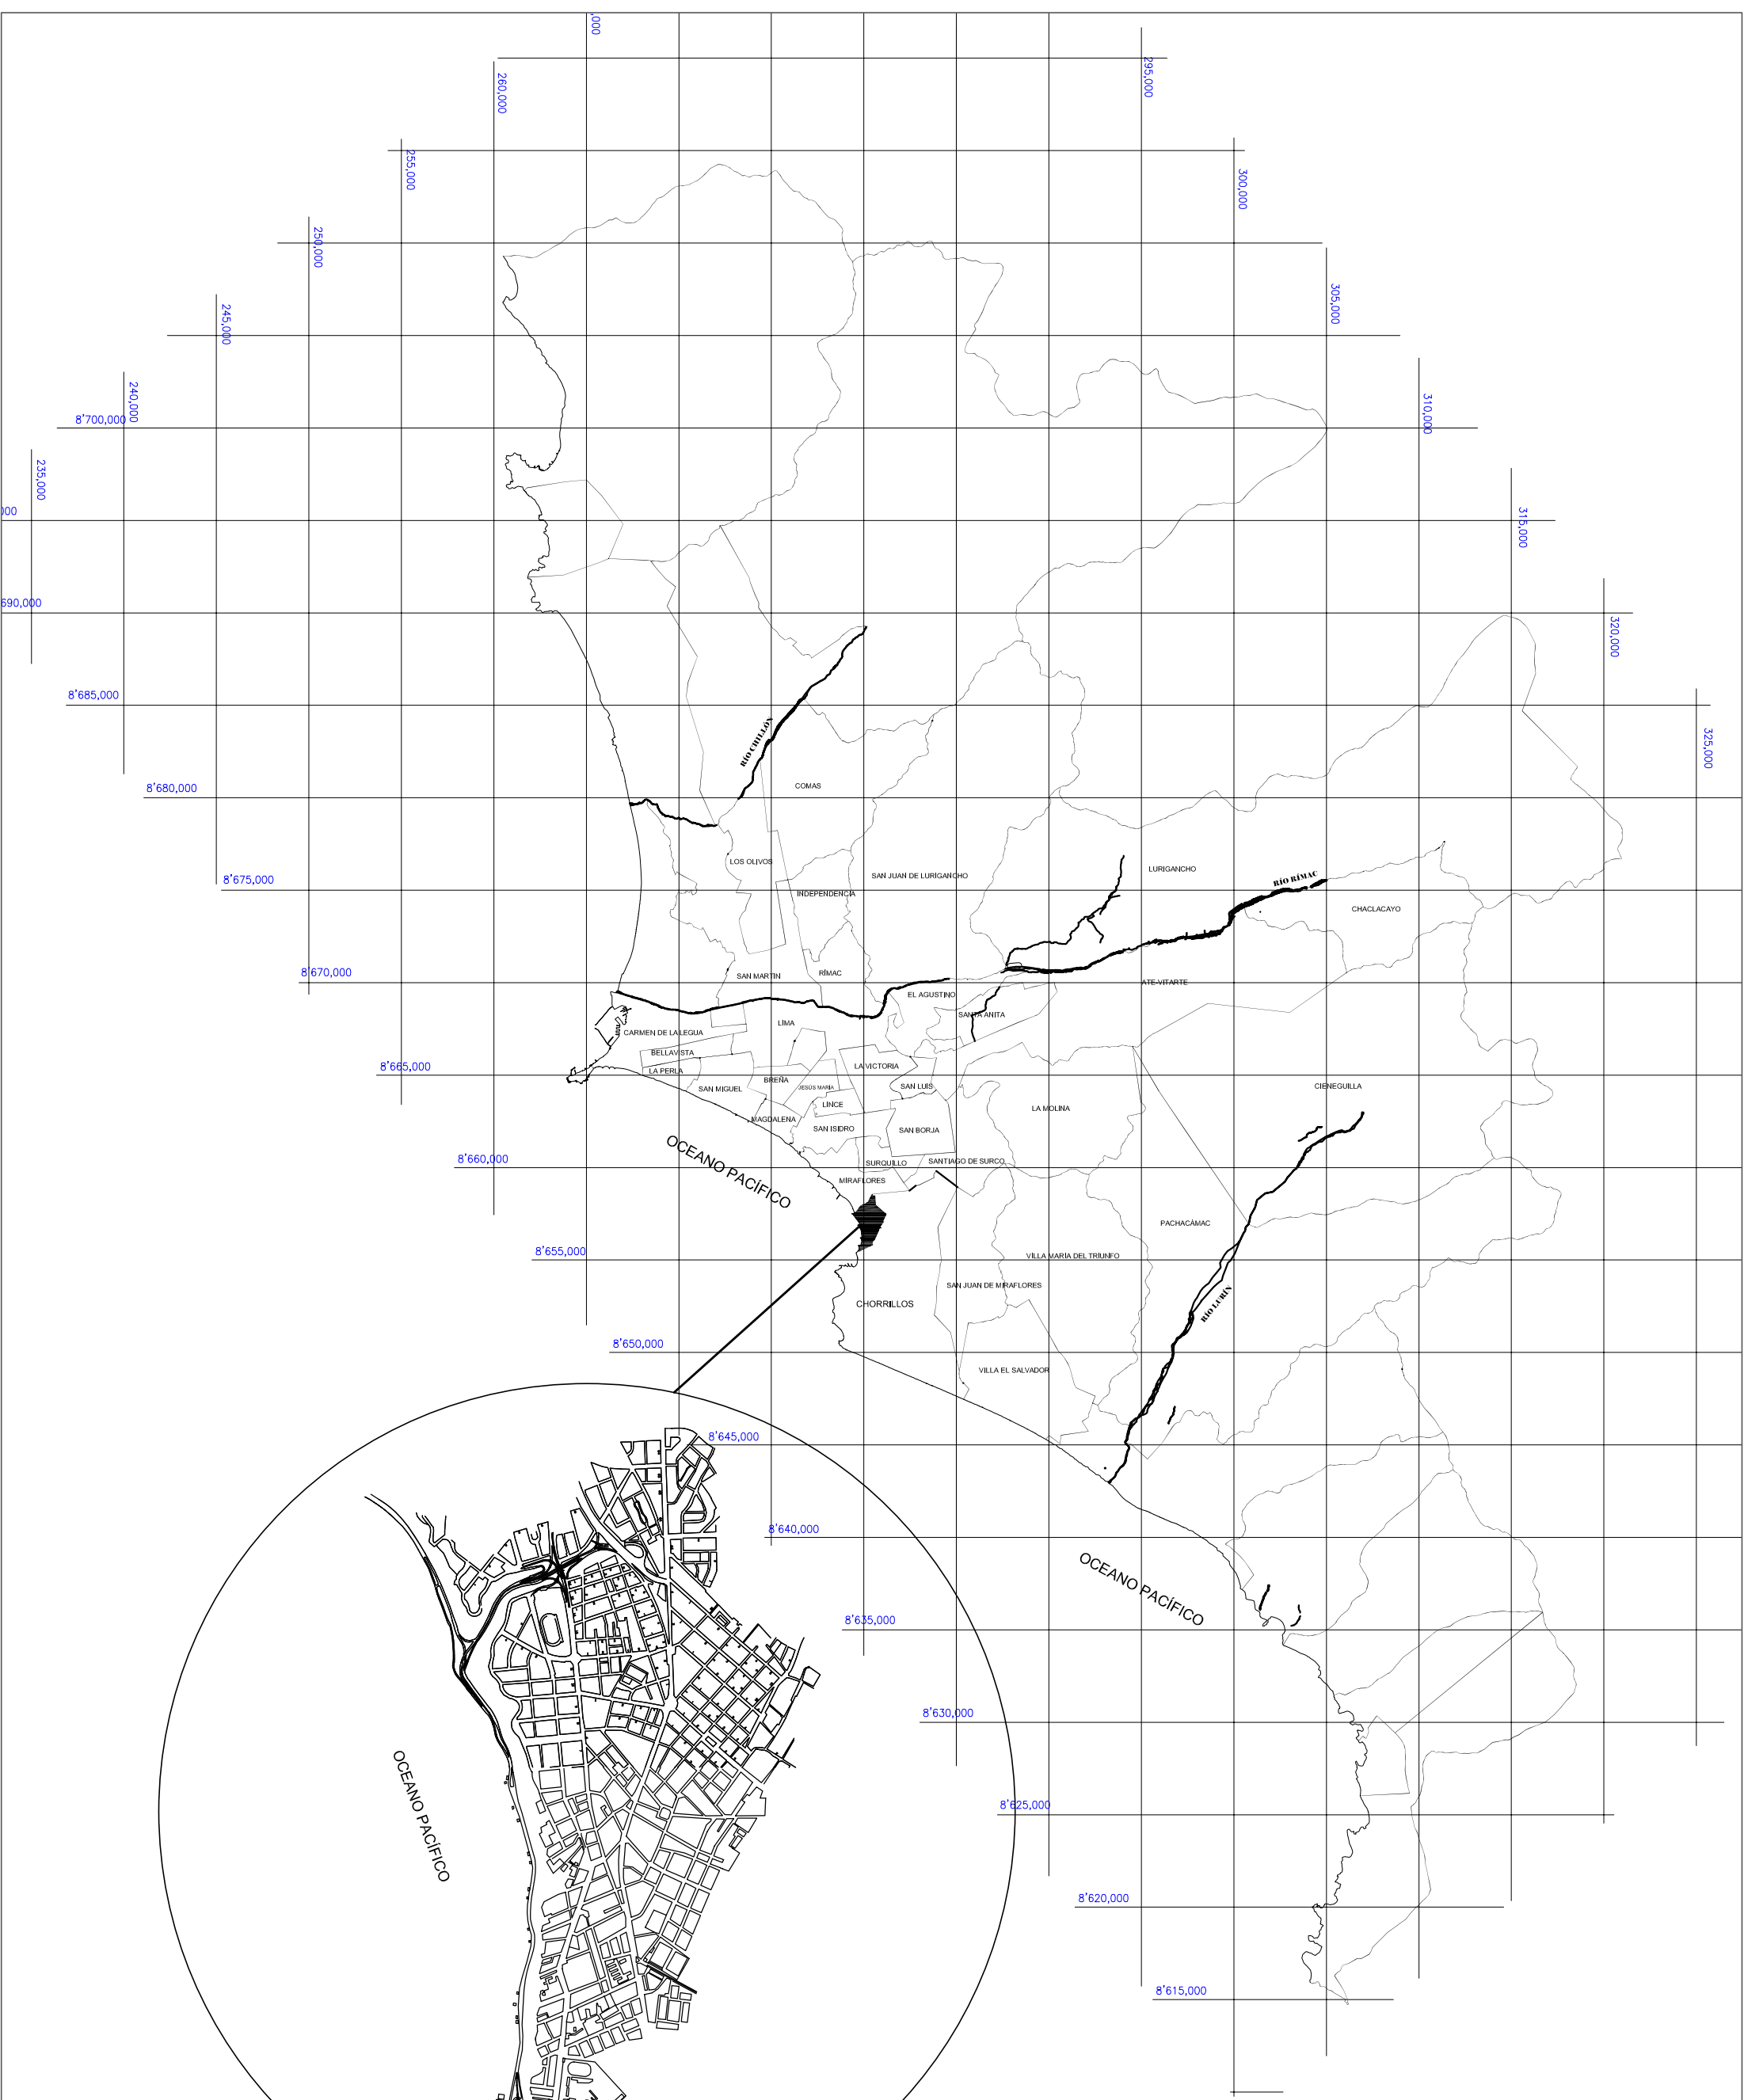 ,000
295,000
260,000
255,000
300,000
250,000
305,000
245,000
240,000
310,000
8'700,000
235,000
315,000
690,000
320,000
8'685,000
325,000
RÍO CHILLÓN
8'680,000
COMAS
LOS OLIVOS
LURIGANCHO
8'675,000
SAN JUAN DE LURIGANCHO
RÍO RÍMAC
INDEPENDENCIA
CHACLACAYO
8'670,000
SAN MARTIN
RÍMAC
ATE-VITARTE
EL AGUSTINO
SANTA ANITA
LIMA
CARMEN DE LA LEGUA
BELLAVISTA
LA PERLA
LA VICTORIA
8'665,000
BREÑA
SAN MIGUEL
JESÚS MARÍA
SAN LUIS
CIENEGUILLA
LINCE
LA MOLINA
MAGDALENA
SAN ISIDRO
SAN BORJA
OCEANO PACÍFICO
8'660,000
SURQUILLO
SANTIAGO DE SURCO
MIRAFLORES
PACHACÁMAC
8'655,000
VILLA MARÍA DEL TRIUNFO
SAN JUAN DE MIRAFLORES
CHORRILLOS
RÍO LURÍN
8'650,000
VILLA EL SALVADOR
8'645,000
8'640,000
OCEANO PACÍFICO
8'635,000
8'630,000
OCEANO PACÍFICO
8'625,000
8'620,000
8'615,000